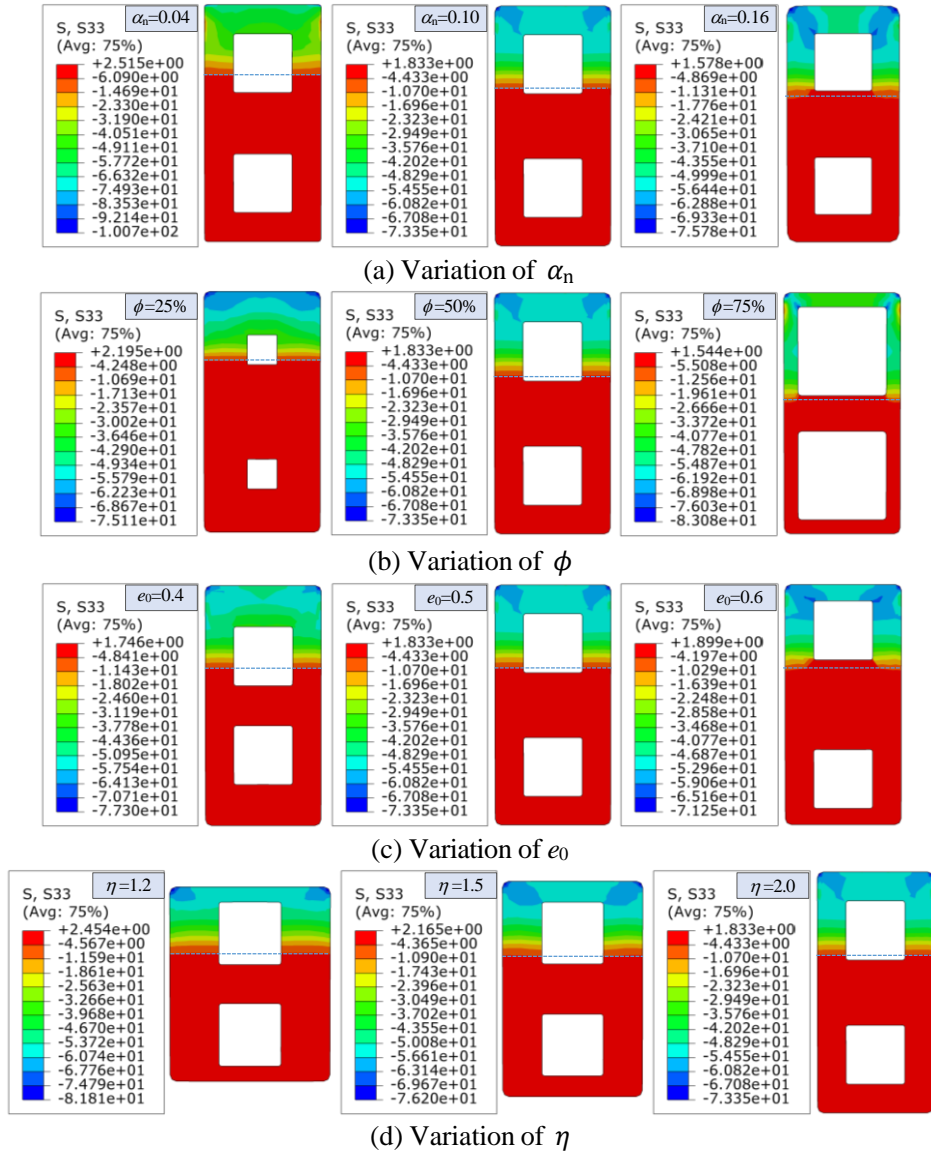 αn=0.04
S, S33
(Avg: 75%)
+2.515e+00
-6.090e+00
-1.469e+01
-2.330e+01
-3.190e+01
-4.051e+01
-4.911e+01
-5.772e+01
-6.632e+01
-7.493e+01
-8.353e+01
-9.214e+01
-1.007e+02
αn=0.10
S, S33
(Avg: 75%)
+1.833e+00
-4.433e+00
-1.070e+01
-1.696e+01
-2.323e+01
-2.949e+01
-3.576e+01
-4.202e+01
-4.829e+01
-5.455e+01
-6.082e+01
-6.708e+01
-7.335e+01
αn=0.16
S, S33
(Avg: 75%)
+1.578e+00
-4.869e+00
-1.131e+01
-1.776e+01
-2.421e+01
-3.065e+01
-3.710e+01
-4.355e+01
-4.999e+01
-5.644e+01
-6.288e+01
-6.933e+01
-7.578e+01
(a) Variation of αn
ϕ=25%
S, S33
(Avg: 75%)
+2.195e+00
-4.248e+00
-1.069e+01
-1.713e+01
-2.357e+01
-3.002e+01
-3.646e+01
-4.290e+01
-4.934e+01
-5.579e+01
-6.223e+01
-6.867e+01
-7.511e+01
ϕ=50%
S, S33
(Avg: 75%)
+1.833e+00
-4.433e+00
-1.070e+01
-1.696e+01
-2.323e+01
-2.949e+01
-3.576e+01
-4.202e+01
-4.829e+01
-5.455e+01
-6.082e+01
-6.708e+01
-7.335e+01
ϕ=75%
S, S33
(Avg: 75%)
+1.544e+00
-5.508e+00
-1.256e+01
-1.961e+01
-2.666e+01
-3.372e+01
-4.077e+01
-4.782e+01
-5.487e+01
-6.192e+01
-6.898e+01
-7.603e+01
-8.308e+01
(b) Variation of ϕ
e0=0.4
S, S33
(Avg: 75%)
+1.746e+00
-4.841e+00
-1.143e+01
-1.802e+01
-2.460e+01
-3.119e+01
-3.778e+01
-4.436e+01
-5.095e+01
-5.754e+01
-6.413e+01
-7.071e+01
-7.730e+01
e0=0.5
S, S33
(Avg: 75%)
+1.833e+00
-4.433e+00
-1.070e+01
-1.696e+01
-2.323e+01
-2.949e+01
-3.576e+01
-4.202e+01
-4.829e+01
-5.455e+01
-6.082e+01
-6.708e+01
-7.335e+01
e0=0.6
S, S33
(Avg: 75%)
+1.899e+00
-4.197e+00
-1.029e+01
-1.639e+01
-2.248e+01
-2.858e+01
-3.468e+01
-4.077e+01
-4.687e+01
-5.296e+01
-5.906e+01
-6.516e+01
-7.125e+01
(c) Variation of e0
η=1.2
S, S33
(Avg: 75%)
+2.454e+00
-4.567e+00
-1.159e+01
-1.861e+01
-2.563e+01
-3.266e+01
-3.968e+01
-4.670e+01
-5.372e+01
-6.074e+01
-6.776e+01
-7.479e+01
-8.181e+01
η=1.5
S, S33
(Avg: 75%)
+2.165e+00
-4.365e+00
-1.090e+01
-1.743e+01
-2.396e+01
-3.049e+01
-3.702e+01
-4.355e+01
-5.008e+01
-5.661e+01
-6.314e+01
-6.967e+01
-7.620e+01
η=2.0
S, S33
(Avg: 75%)
+1.833e+00
-4.433e+00
-1.070e+01
-1.696e+01
-2.323e+01
-2.949e+01
-3.576e+01
-4.202e+01
-4.829e+01
-5.455e+01
-6.082e+01
-6.708e+01
-7.335e+01
(d) Variation of η